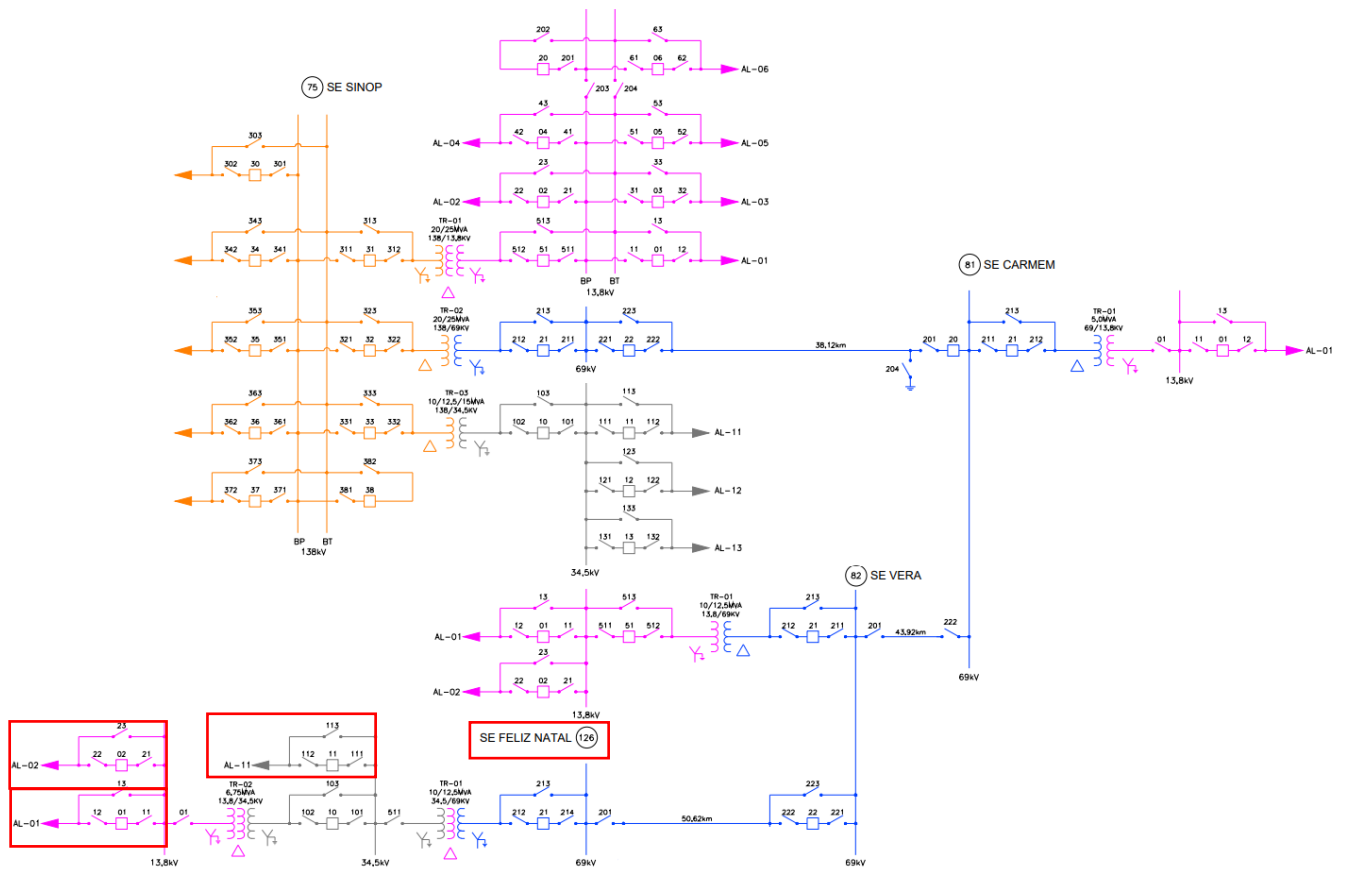 202
63
20
201
61
06
62
AL-06
203
204
75
SE SINOP
43
53
42
04
41
51
05
52
AL-04
AL-05
303
302
30
301
23
33
22
02
21
31
03
32
AL-02
AL-03
343
313
TR-01
20/25MVA
138/13,8KV
513
13
342
34
341
311
31
312
512
51
511
11
01
12
AL-01
BP
BT
13,8kV
81
SE CARMEM
353
323
TR-02
20/25MVA
138/69KV
213
223
352
35
351
321
32
322
212
21
211
221
22
222
69kV
38,12km
204
201
20
213
211
21
212
TR-01
5,0MVA
69/13,8KV
01
13
11
01
12
AL-01
13,8kV
363
333
TR-03
10/12,5/15MVA
138/34,5KV
103
113
362
36
361
331
33
332
102
10
101
111
11
112
AL-11
373
382
372
37
371
381
38
123
121
12
122
AL-12
133
131
13
132
AL-13
BP
BT
138kV
34,5kV
82
SE VERA
13
513
TR-01
10/12,5MVA
13,8/69KV
213
AL-01
12
01
11
511
51
512
212
21
211
201
43,92km
222
23
AL-02
22
02
21
69kV
13,8kV
SE FELIZ NATAL
126
23
AL-02
22
02
21
113
AL-11
112
11
111
13
TR-02
6,75MVA
13,8/34,5KV
103
TR-01
10/12,5MVA
34,5/69KV
213
223
AL-01
12
01
11
01
102
10
101
511
212
21
214
201
50,62km
222
22
221
13,8kV
34,5kV
69kV
69kV